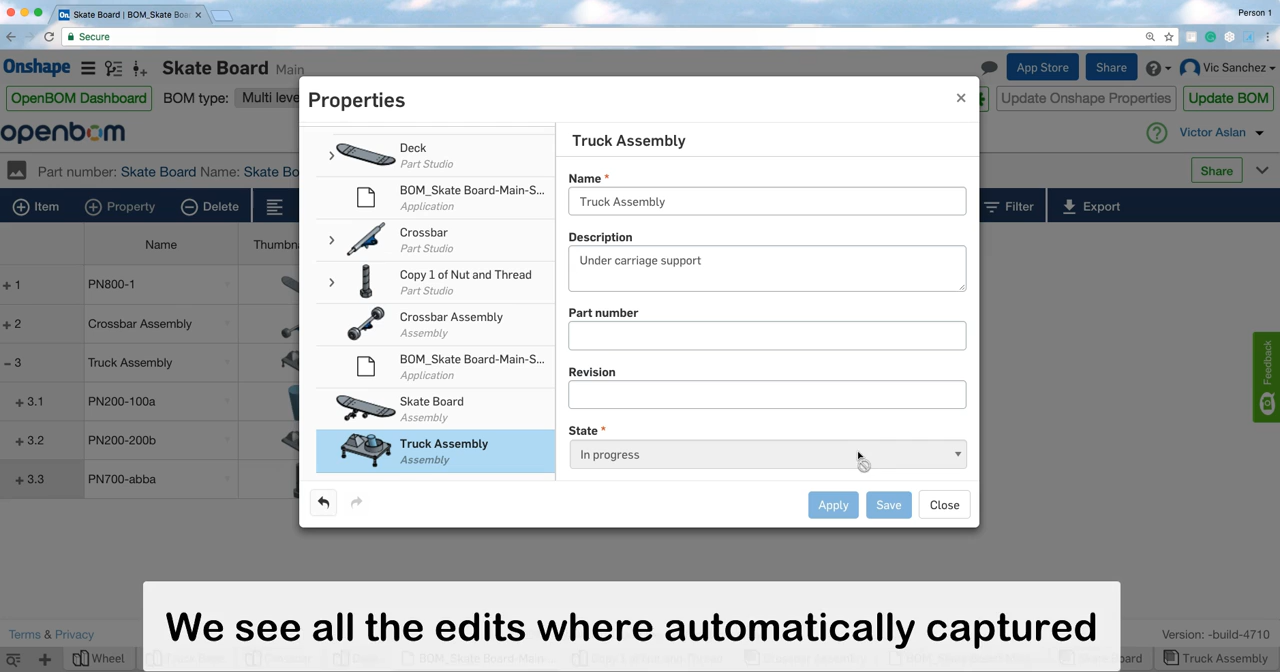 On. Skate Board | BOM_Skate Boa ×
Person 1
Secure
Onshape
Skate Board Main
App Store
Share
?
Vic Sanchez
OpenBOM Dashboard
BOM type:
Multi leve
Update Onshape Properties
Update BOM
openbom
?
Victor Aslan
Part number: Skate Board Name: Skate Bo
Share
Item
Property
Delete
Filter
Export
Name
Thumbn
+ 1
PN800-1
+ 2
Crossbar Assembly
– 3
Truck Assembly
+ 3.1
PN200-100a
+ 3.2
PN200-200b
+ 3.3
PN700-abba
Properties
×
Deck
Part Studio
BOM_Skate Board-Main-S...
Application
Crossbar
Part Studio
Copy 1 of Nut and Thread
Part Studio
Crossbar Assembly
Assembly
BOM_Skate Board-Main-S...
Application
Skate Board
Assembly
Truck Assembly
Assembly
Truck Assembly
Name *
Truck Assembly
Description
Under carriage support
Part number
Revision
State *
In progress
Apply
Save
Close
Feedback
We see all the edits where automatically captured
Terms & Privacy
Version: -build-4710
Wheel
Board
Truck Assembly